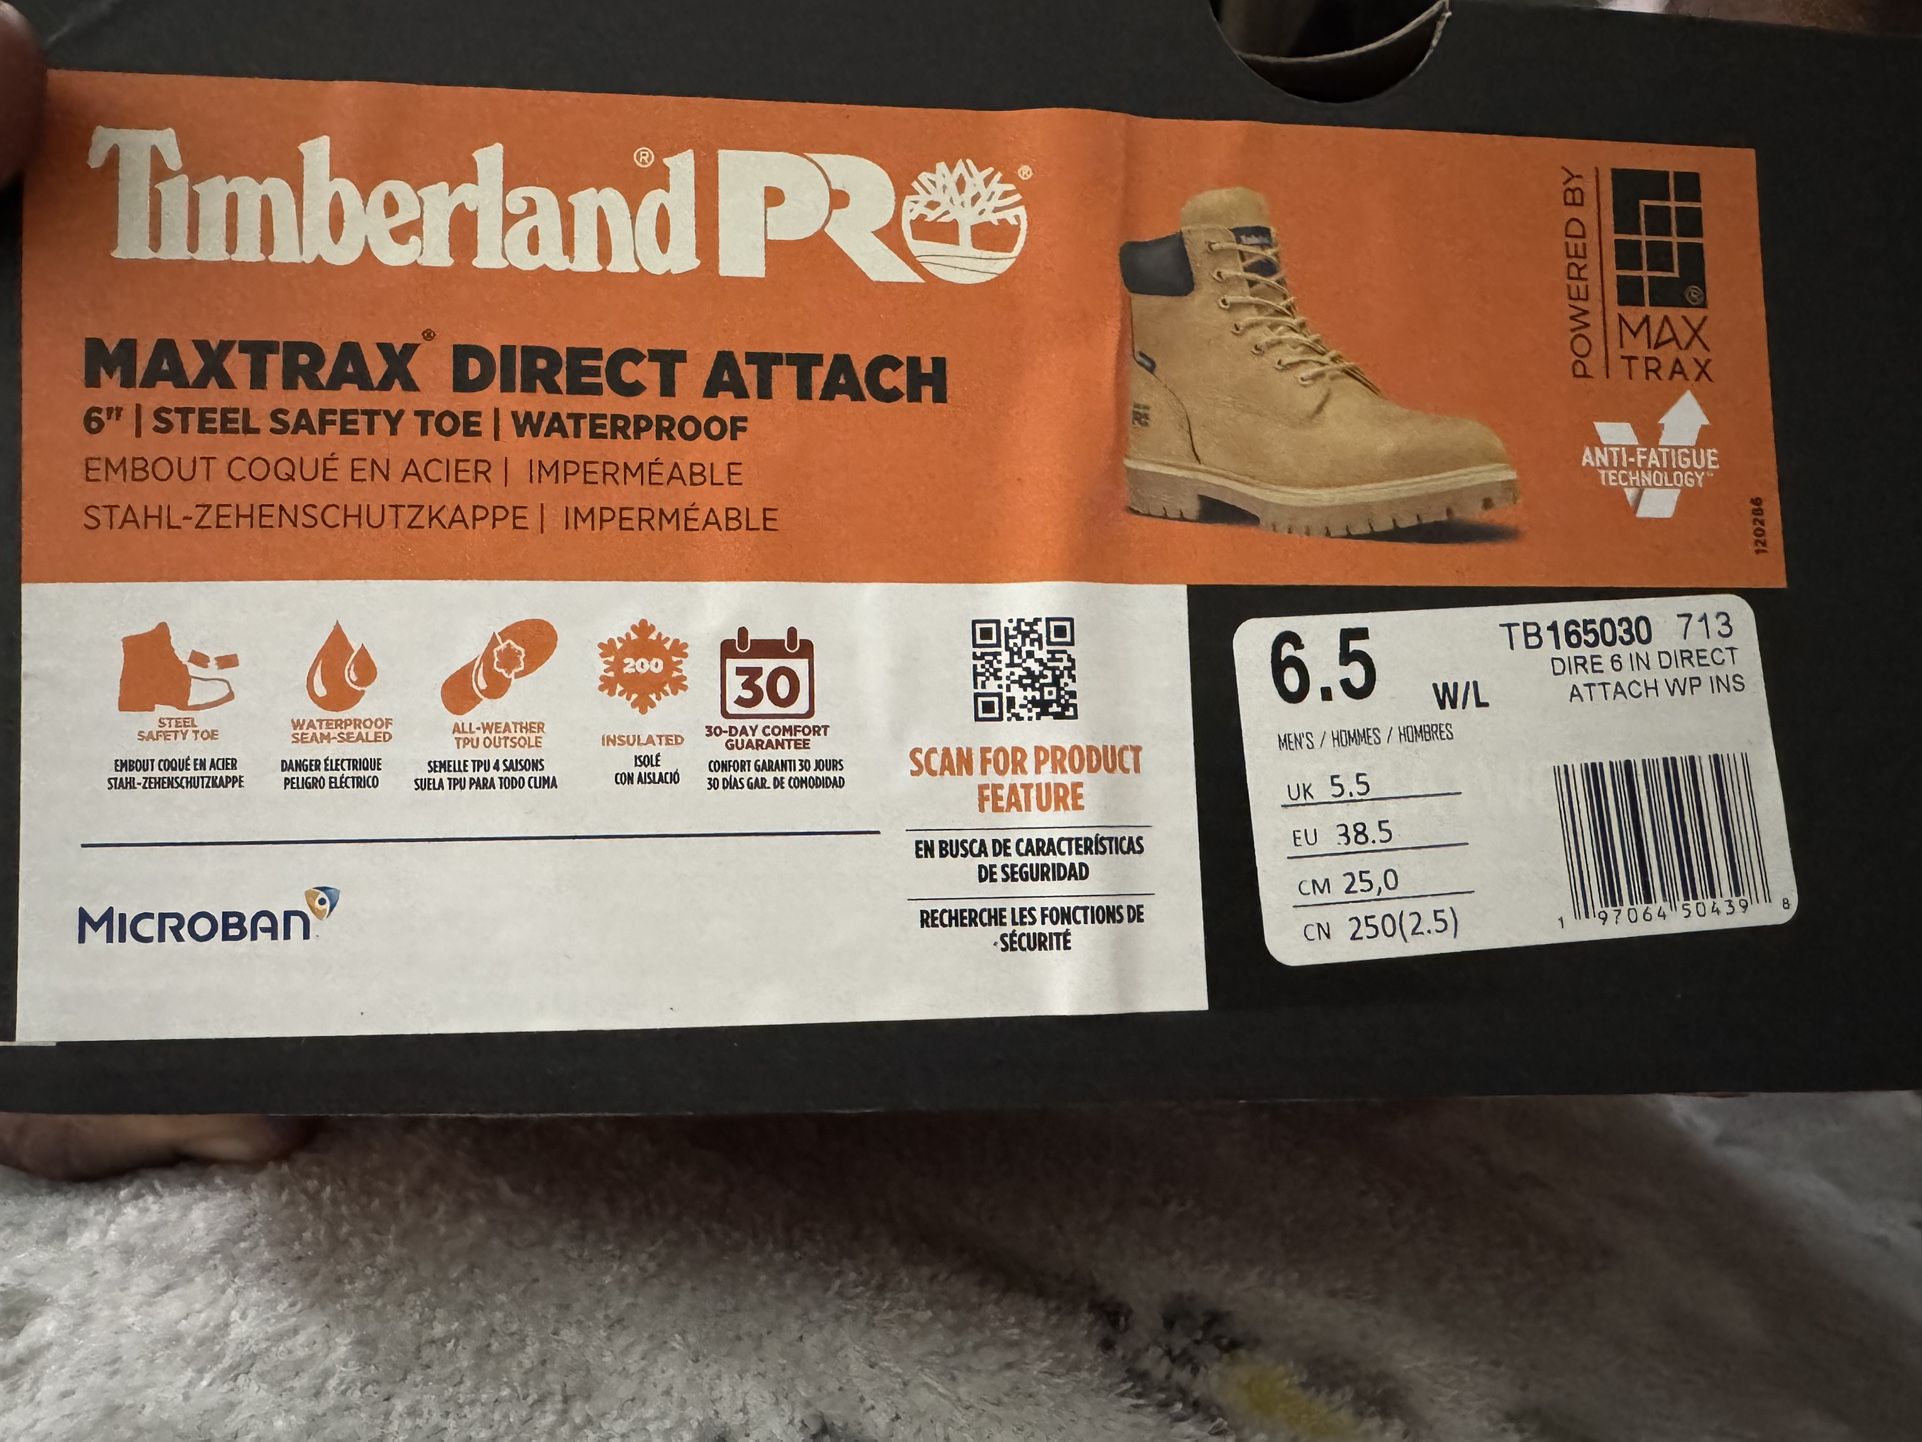 Timberland® PRO®
MAXTRAX® DIRECT ATTACH
6" | STEEL SAFETY TOE | WATERPROOF
EMBOUT COQUÉ EN ACIER | IMPERMÉABLE
STAHL-ZEHENSCHUTZKAPPE | IMPERMÉABLE
POWERED BY
MAX
TRAX
®
ANTI-FATIGUE
TECHNOLOGY™
120286
STEEL
SAFETY TOE
EMBOUT COQUÉ EN ACIER
STAHL-ZEHENSCHUTZKAPPE
WATERPROOF
SEAM-SEALED
DANGER ÉLECTRIQUE
PELIGRO ELÉCTRICO
ALL-WEATHER
TPU OUTSOLE
SEMELLE TPU 4 SAISONS
SUELA TPU PARA TODO CLIMA
200
INSULATED
ISOLÉ
CON AISLACIÓ
30
30-DAY COMFORT
GUARANTEE
CONFORT GARANTI 30 JOURS
30 DÍAS GAR. DE COMODIDAD
MICROBAN
SCAN FOR PRODUCT
FEATURE
EN BUSCA DE CARACTERÍSTICAS
DE SEGURIDAD
RECHERCHE LES FONCTIONS DE
SÉCURITÉ
6.5 W/L
MEN'S / HOMMES / HOMBRES
UK 5.5
EU 38.5
CM 25,0
CN 250(2.5)
TB165030 713
DIRE 6 IN DIRECT
ATTACH WP INS
1 97064 50439 8